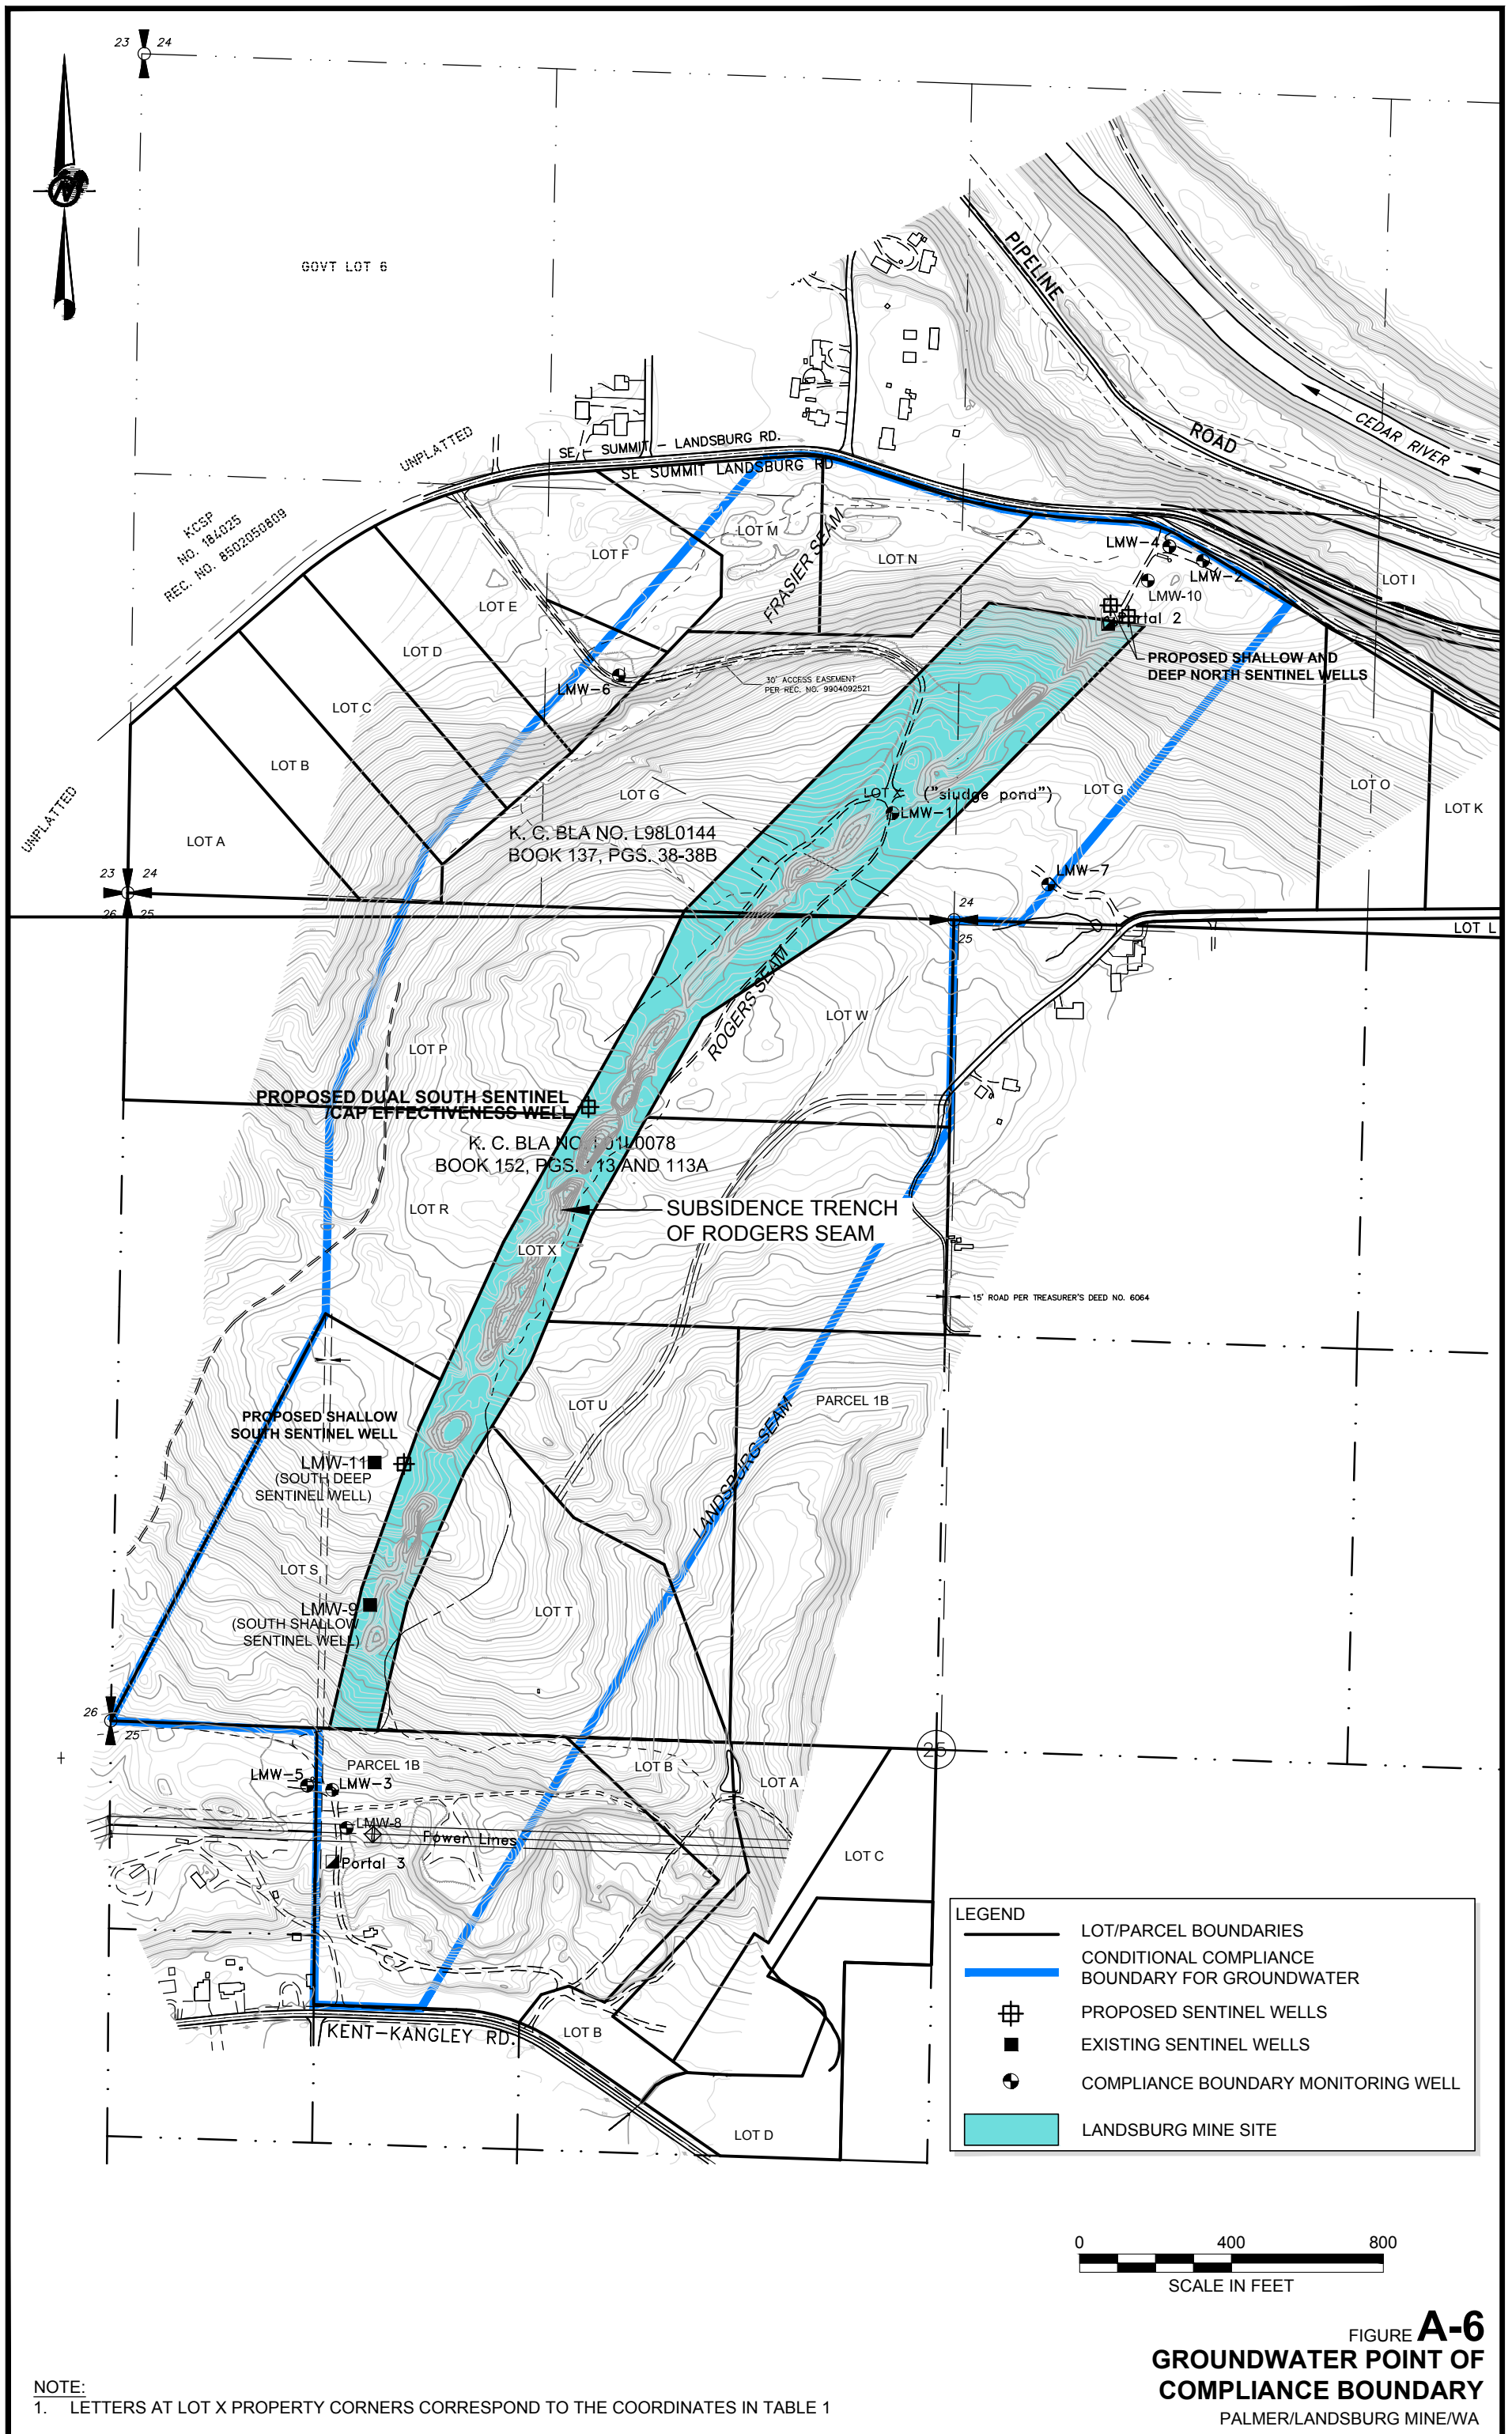 23 24
N
GOVT LOT 6
PIPELINE
ROAD
CEDAR RIVER
UNPLATTED
SE - SUMMIT - LANDSBURG RD.
SE SUMMIT LANDSBURG RD
KCSP
NO. 184025
REC. NO. 8502050809
LOT M
FRASIER SEAM
LOT F
LOT N
LMW-4
LMW-2
LMW-10
LOT I
LOT E
Portal 2
LOT D
PROPOSED SHALLOW AND
DEEP NORTH SENTINEL WELLS
LMW-6
30' ACCESS EASEMENT
PER REC. NO. 9904092521
LOT C
LOT B
LOT G
LOT X
("sludge pond")
LOT G
LOT O
LOT K
LMW-1
UNPLATTED
LOT A
K. C. BLA NO. L98L0144
BOOK 137, PGS. 38-38B
LMW-7
23 24
26 25
24
25
LOT L
LOT W
ROGERS SEAM
LOT P
PROPOSED DUAL SOUTH SENTINEL
/CAP EFFECTIVENESS WELL
K. C. BLA NO. L01L0078
BOOK 152, PGS. 113 AND 113A
LOT R
SUBSIDENCE TRENCH
OF RODGERS SEAM
LOT X
15' ROAD PER TREASURER'S DEED NO. 6064
LOT U
PARCEL 1B
PROPOSED SHALLOW
SOUTH SENTINEL WELL
LANDSBURG SEAM
LMW-11
(SOUTH DEEP
SENTINEL WELL)
LOT S
LMW-9
(SOUTH SHALLOW
SENTINEL WELL)
LOT T
26
25
25
PARCEL 1B
LOT B
LOT A
LMW-5
LMW-3
LMW-8
Power Lines
Portal 3
LOT C
KENT-KANGLEY RD.
LOT B
LOT D
LEGEND
LOT/PARCEL BOUNDARIES
CONDITIONAL COMPLIANCE
BOUNDARY FOR GROUNDWATER
PROPOSED SENTINEL WELLS
EXISTING SENTINEL WELLS
COMPLIANCE BOUNDARY MONITORING WELL
LANDSBURG MINE SITE
0 400 800
SCALE IN FEET
FIGURE A-6
GROUNDWATER POINT OF
COMPLIANCE BOUNDARY
PALMER/LANDSBURG MINE/WA
NOTE:
1. LETTERS AT LOT X PROPERTY CORNERS CORRESPOND TO THE COORDINATES IN TABLE 1